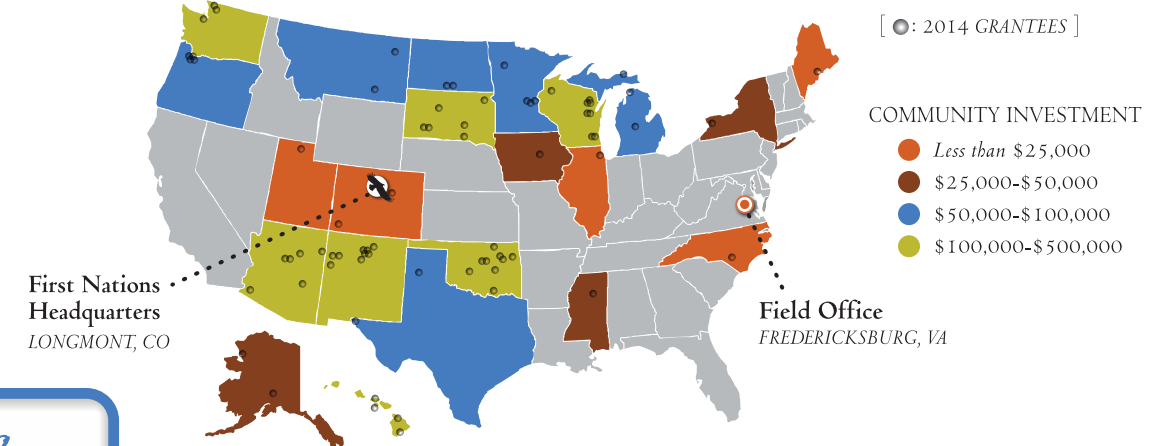 [ : 2014 GRANTEES ]
COMMUNITY INVESTMENT
Less than $25,000
$25,000-$50,000
$50,000-$100,000
$100,000-$500,000
First Nations
Headquarters
LONGMONT, CO
Field Office
FREDERICKSBURG, VA